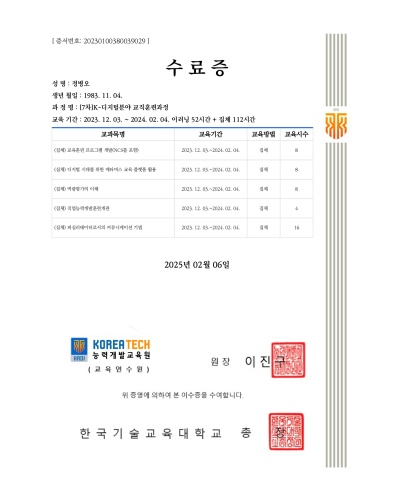 [ 증서번호: 20230100380039029 ]
수 료 증
성 명 : 정병오
생년 월일 : 1983. 11. 04.
과 정 명 : [7차]K-디지털분야 교직훈련과정
교육 기간 : 2023. 12. 03. ~ 2024. 02. 04. 이러닝 52시간 + 집체 112시간
교과목명 교육기간 교육방법 교육시수
(집체) 교육훈련 프로그램 개발(NCS를 포함) 2023. 12. 03.~2024. 02. 04. 집체 8
(집체) 디지털 시대를 위한 메타버스 교육 플랫폼 활용 2023. 12. 03.~2024. 02. 04. 집체 8
(집체) 역량평가의 이해 2023. 12. 03.~2024. 02. 04. 집체 8
(집체) 직업능력개발훈련개관 2023. 12. 03.~2024. 02. 04. 집체 4
(집체) 퍼실리테이터로서의 커뮤니케이션 기법 2023. 12. 03.~2024. 02. 04. 집체 16
2025년 02월 06일
KOREATECH
능력개발교육원
HRDI
( 교 육 연 수 원 )
원 장 이 진 구
위 증명에 의하여 본 이수증을 수여합니다.
한 국 기 술 교 육 대 학 교 총 장